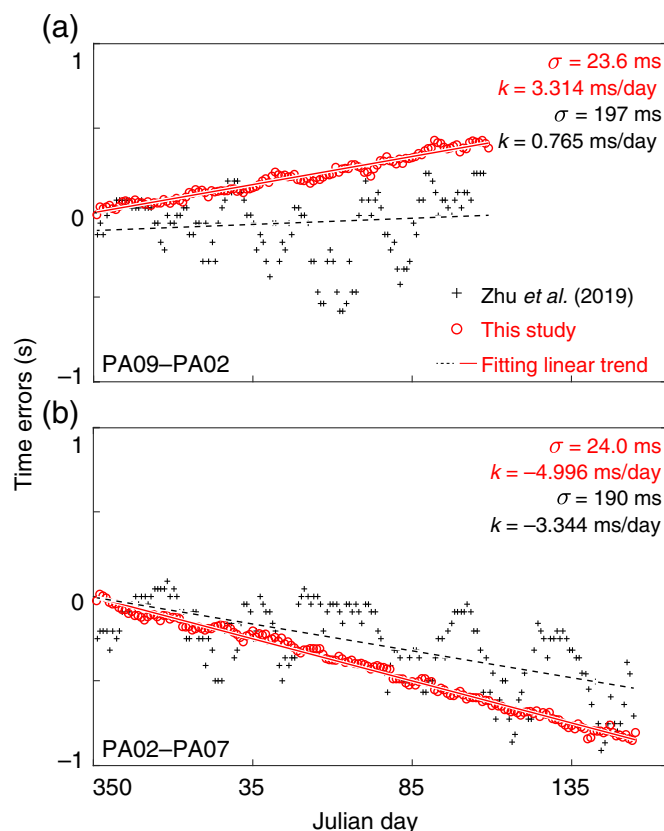 (a)
1
σ = 23.6 ms
k = 3.314 ms/day
σ = 197 ms
k = 0.765 ms/day
0
+ Zhu et al. (2019)
This study
Fitting linear trend
−1
PA09–PA02
Time errors (s)
(b)
1
σ = 24.0 ms
k = −4.996 ms/day
σ = 190 ms
k = −3.344 ms/day
0
−1
PA02–PA07
350 35 85 135
Julian day